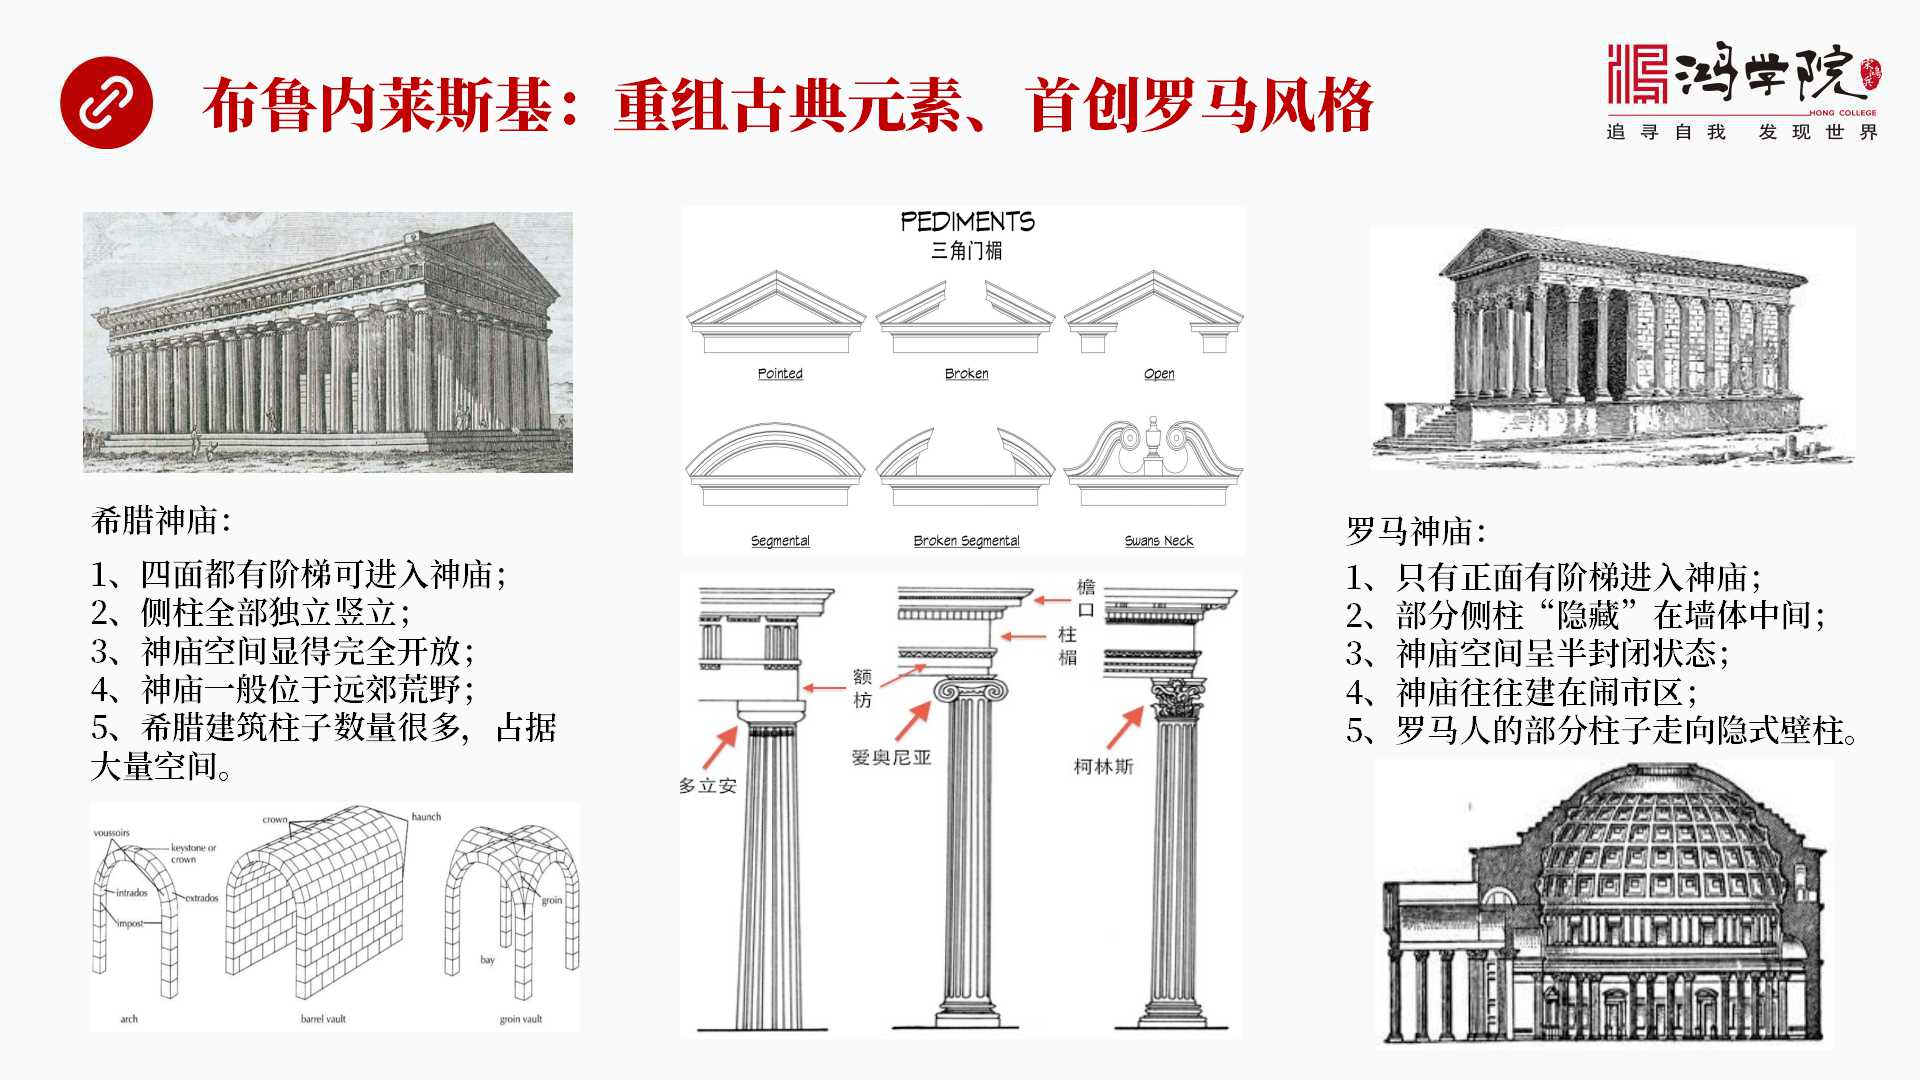 布鲁内莱斯基：重组古典元素、首创罗马风格
鸿学院
宋鸿兵
HONG COLLEGE
追寻自我 发现世界
希腊神庙：
1、四面都有阶梯可进入神庙；
2、侧柱全部独立竖立；
3、神庙空间显得完全开放；
4、神庙一般位于远郊荒野；
5、希腊建筑柱子数量很多，占据
大量空间。
voussoirs
keystone or
crown
intrados
extrados
impost
arch
crown
haunch
barrel vault
groin
bay
groin vault
PEDIMENTS
三角门楣
Pointed
Broken
Open
Segmental
Broken Segmental
Swans Neck
檐口
柱楣
额枋
多立安
爱奥尼亚
柯林斯
罗马神庙：
1、只有正面有阶梯进入神庙；
2、部分侧柱“隐藏”在墙体中间；
3、神庙空间呈半封闭状态；
4、神庙往往建在闹市区；
5、罗马人的部分柱子走向隐式壁柱。